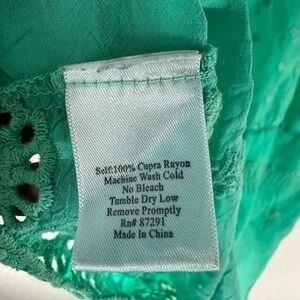 Self:100% Cupra Rayon
Machine Wash Cold
No Bleach
Tumble Dry Low
Remove Promptly
Rn# 87291
Made In China